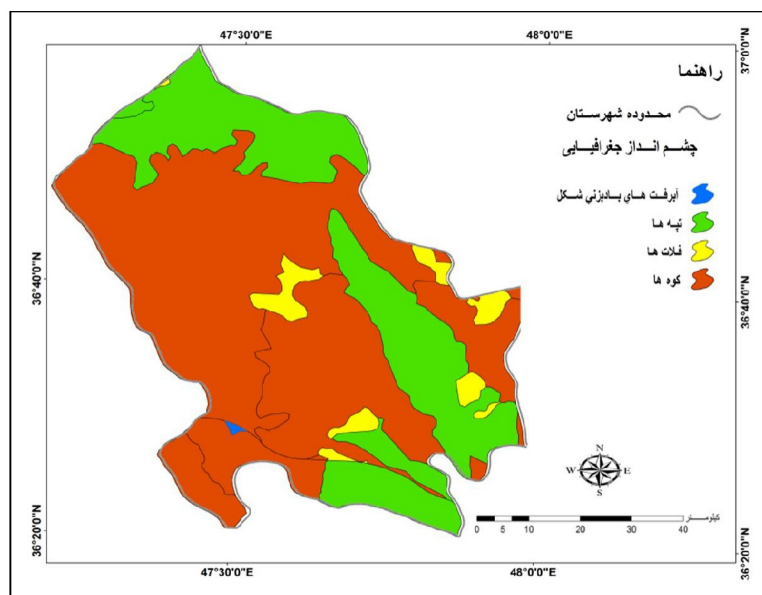 47°30'0"E
48°0'0"E
37°0'0"N
راهنما
محدوده شهرستان
چشم انداز جغرافیایی
آبرفت های بادبزني شکل
تپه ها
فلات ها
کوه ها
36°40'0"N
36°40'0"N
N
W
E
S
کیلومتر
0 5 10 20 30 40
36°20'0"N
36°20'0"N
47°30'0"E
48°0'0"E